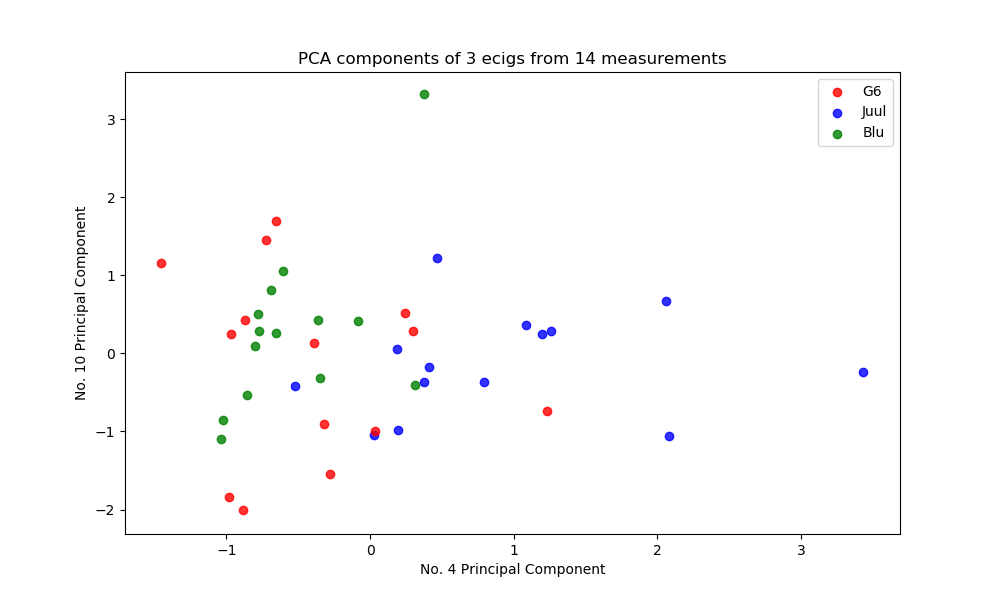 PCA components of 3 ecigs from 14 measurements
G6
Juul
Blu
3
2
1
0
−1
−2
No. 10 Principal Component
−1 0 1 2 3
No. 4 Principal Component